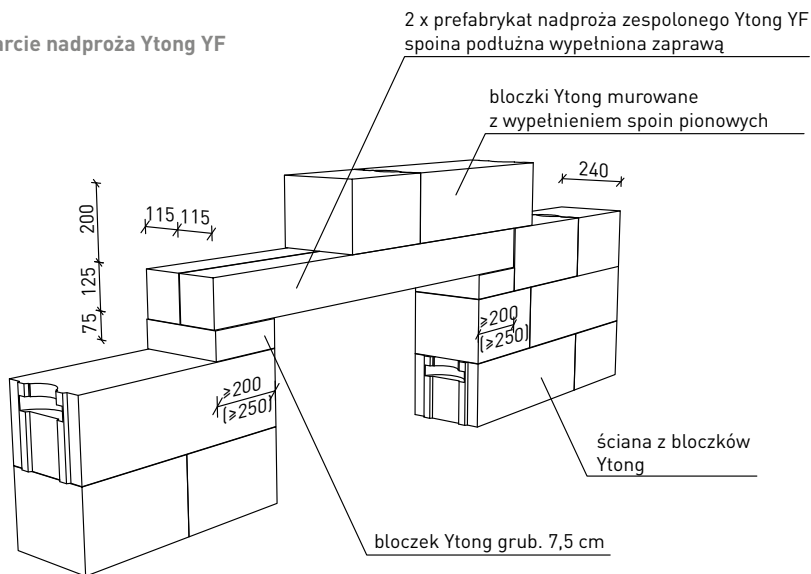 arcie nadproża Ytong YF
2 x prefabrykat nadproża zespolonego Ytong YF
spoina podłużna wypełniona zaprawą
bloczki Ytong murowane
z wypełnieniem spoin pionowych
240
200
115 115
125
75
≥200
(≥250)
≥200
(≥250)
ściana z bloczków
Ytong
bloczek Ytong grub. 7,5 cm